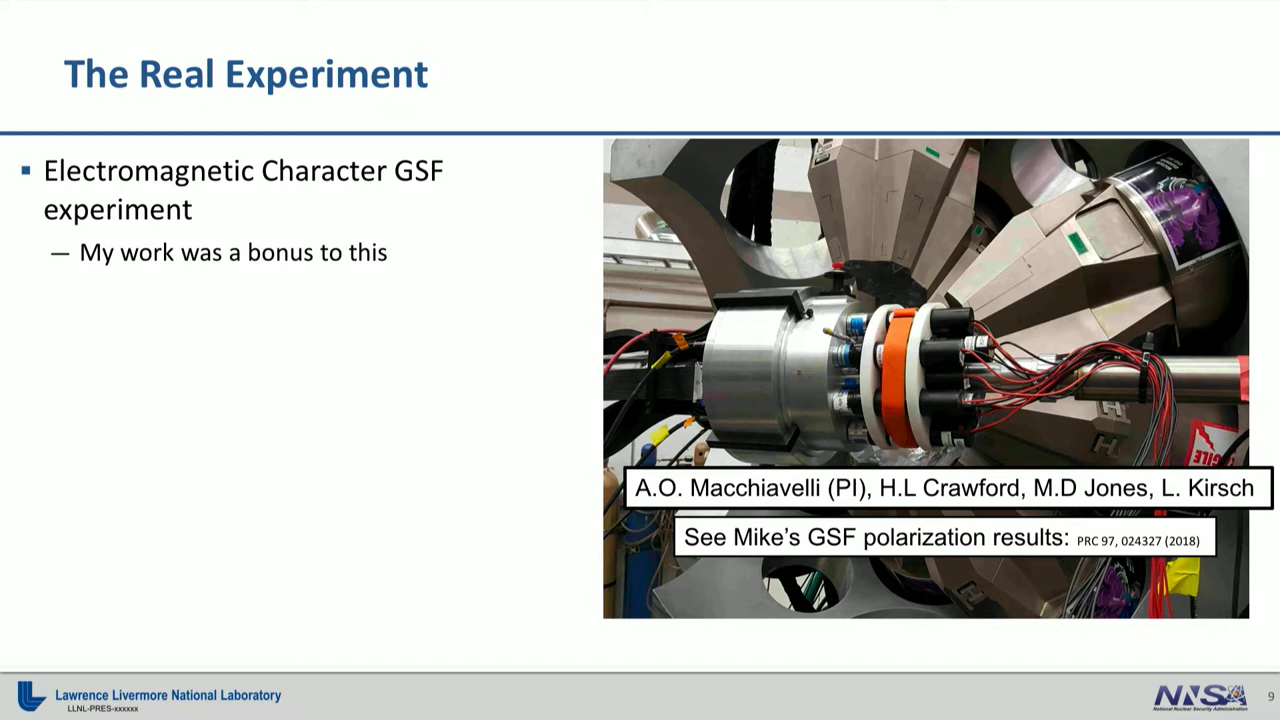 The Real Experiment
▪ Electromagnetic Character GSF
experiment
— My work was a bonus to this
A.O. Macchiavelli (PI), H.L Crawford, M.D Jones, L. Kirsch
See Mike’s GSF polarization results: PRC 97, 024327 (2018)
Lawrence Livermore National Laboratory
LLNL-PRES-xxxxxx
NNSA
National Nuclear Security Administration
9